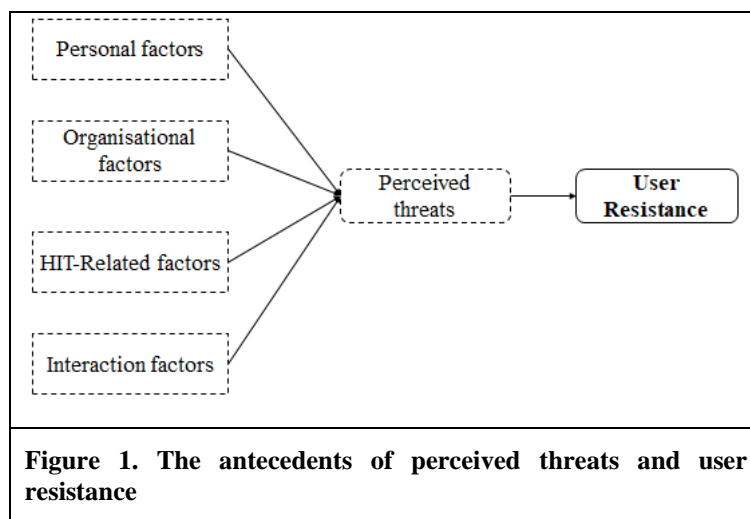 Personal factors
Organisational
factors
HIT-Related factors
Interaction factors
Perceived
threats
User
Resistance
Figure 1. The antecedents of perceived threats and user
resistance